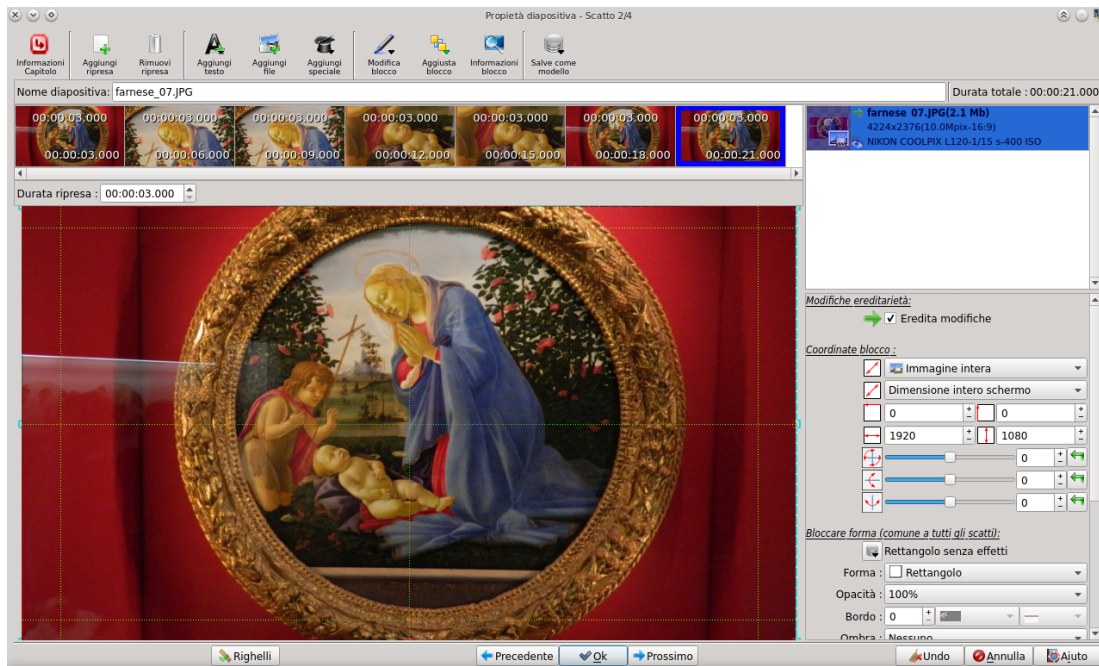 Propietà diapositiva - Scatto 2/4
Informazioni Capitolo
Aggiungi ripresa
Rimuovi ripresa
Aggiungi testo
Aggiungi file
Aggiungi speciale
Modifica blocco
Aggiusta blocco
Informazioni blocco
Salve come modello
Nome diapositiva: farnese_07.JPG
Durata totale : 00:00:21.000
00:00:03.000 00:00:03.000 00:00:03.000 00:00:03.000 00:00:03.000 00:00:03.000 00:00:03.000
00:00:03.000 00:00:06.000 00:00:09.000 00:00:12.000 00:00:15.000 00:00:18.000 00:00:21.000
farnese_07.JPG(2.1 Mb)
4224x2376(10.0Mpix-16:9)
NIKON COOLPIX L120-1/15 s-400 ISO
Durata ripresa : 00:00:03.000
Modifiche ereditarietà:
Eredita modifiche
Coordinate blocco :
Immagine intera
Dimensione intero schermo
0 0
1920 1080
0
0
0
Bloccare forma (comune a tutti gli scatti):
Rettangolo senza effetti
Forma : Rettangolo
Opacità : 100%
Bordo : 0
Ombra : Nessuno
Righelli
Precedente
Ok
Prossimo
Undo
Annulla
Aiuto